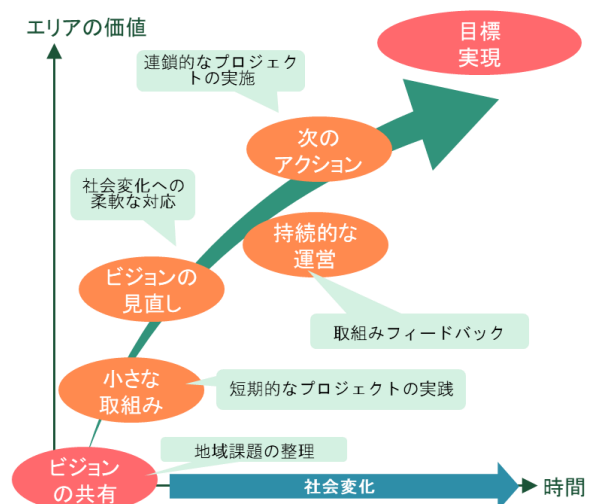 エリアの価値
目標
実現
連鎖的なプロジェク
トの実施
次の
アクション
社会変化への
柔軟な対応
持続的な
運営
ビジョンの
見直し
取組みフィードバック
小さな
取組み
短期的なプロジェクトの実践
地域課題の整理
ビジョン
の共有
社会変化
時間